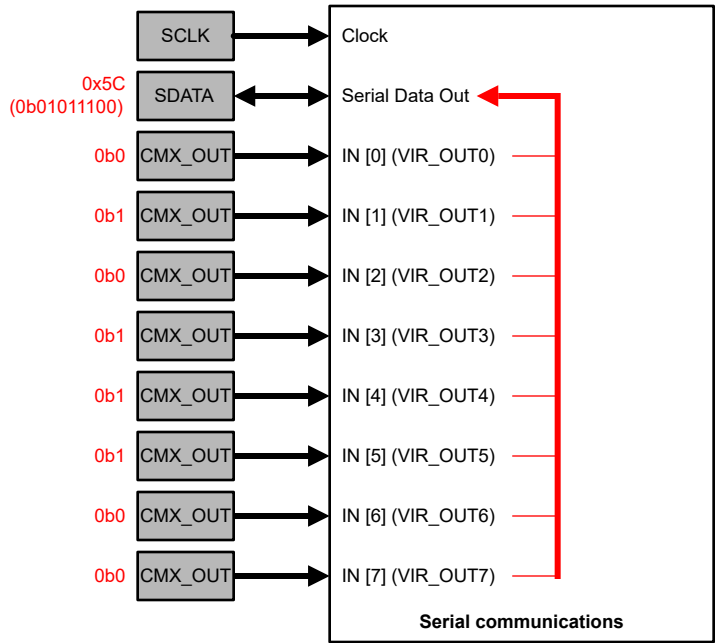 SCLK Clock
0x5C
(0b01011100) SDATA Serial Data Out
0b0 CMX_OUT IN [0] (VIR_OUT0)
0b1 CMX_OUT IN [1] (VIR_OUT1)
0b0 CMX_OUT IN [2] (VIR_OUT2)
0b1 CMX_OUT IN [3] (VIR_OUT3)
0b1 CMX_OUT IN [4] (VIR_OUT4)
0b1 CMX_OUT IN [5] (VIR_OUT5)
0b0 CMX_OUT IN [6] (VIR_OUT6)
0b0 CMX_OUT IN [7] (VIR_OUT7)
Serial communications